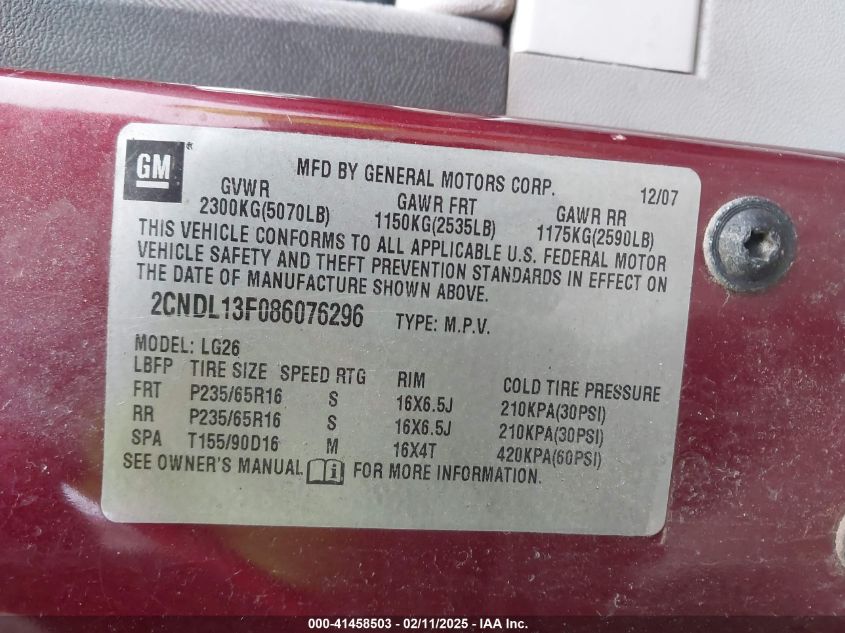 GM ®
MFD BY GENERAL MOTORS CORP. 12/07
GVWR GAWR FRT GAWR RR
2300KG(5070LB) 1150KG(2535LB) 1175KG(2590LB)
THIS VEHICLE CONFORMS TO ALL APPLICABLE U.S. FEDERAL MOTOR
VEHICLE SAFETY AND THEFT PREVENTION STANDARDS IN EFFECT ON
THE DATE OF MANUFACTURE SHOWN ABOVE.
2CNDL13F086076296 TYPE: M.P.V.
MODEL: LG26
LBFP TIRE SIZE SPEED RTG RIM COLD TIRE PRESSURE
FRT P235/65R16 S 16X6.5J 210KPA(30PSI)
RR P235/65R16 S 16X6.5J 210KPA(30PSI)
SPA T155/90D16 M 16X4T 420KPA(60PSI)
SEE OWNER'S MANUAL i FOR MORE INFORMATION.
000-41458503 - 02/11/2025 - IAA Inc.